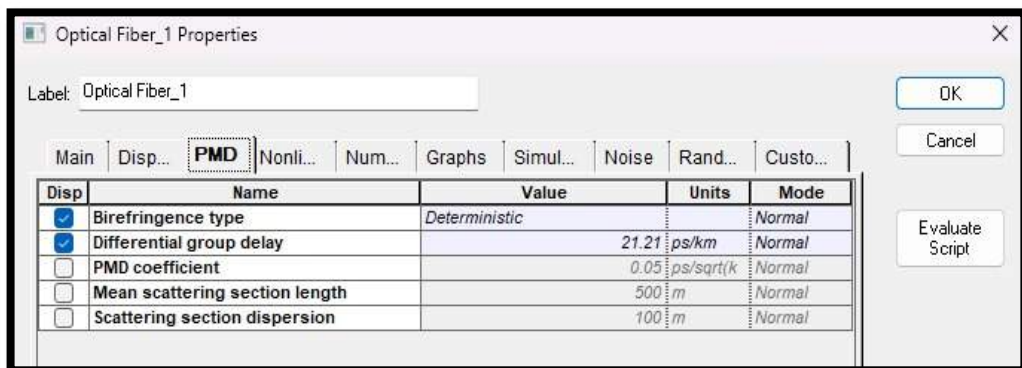 Optical Fiber_1 Properties
Label: Optical Fiber_1
OK
Cancel
Evaluate Script
Main Disp... PMD Nonli... Num... Graphs Simul... Noise Rand... Custo...
Disp Name Value Units Mode
Birefringence type Deterministic Normal
Differential group delay 21.21 ps/km Normal
PMD coefficient 0.05 ps/sqrt(k Normal
Mean scattering section length 500 m Normal
Scattering section dispersion 100 m Normal